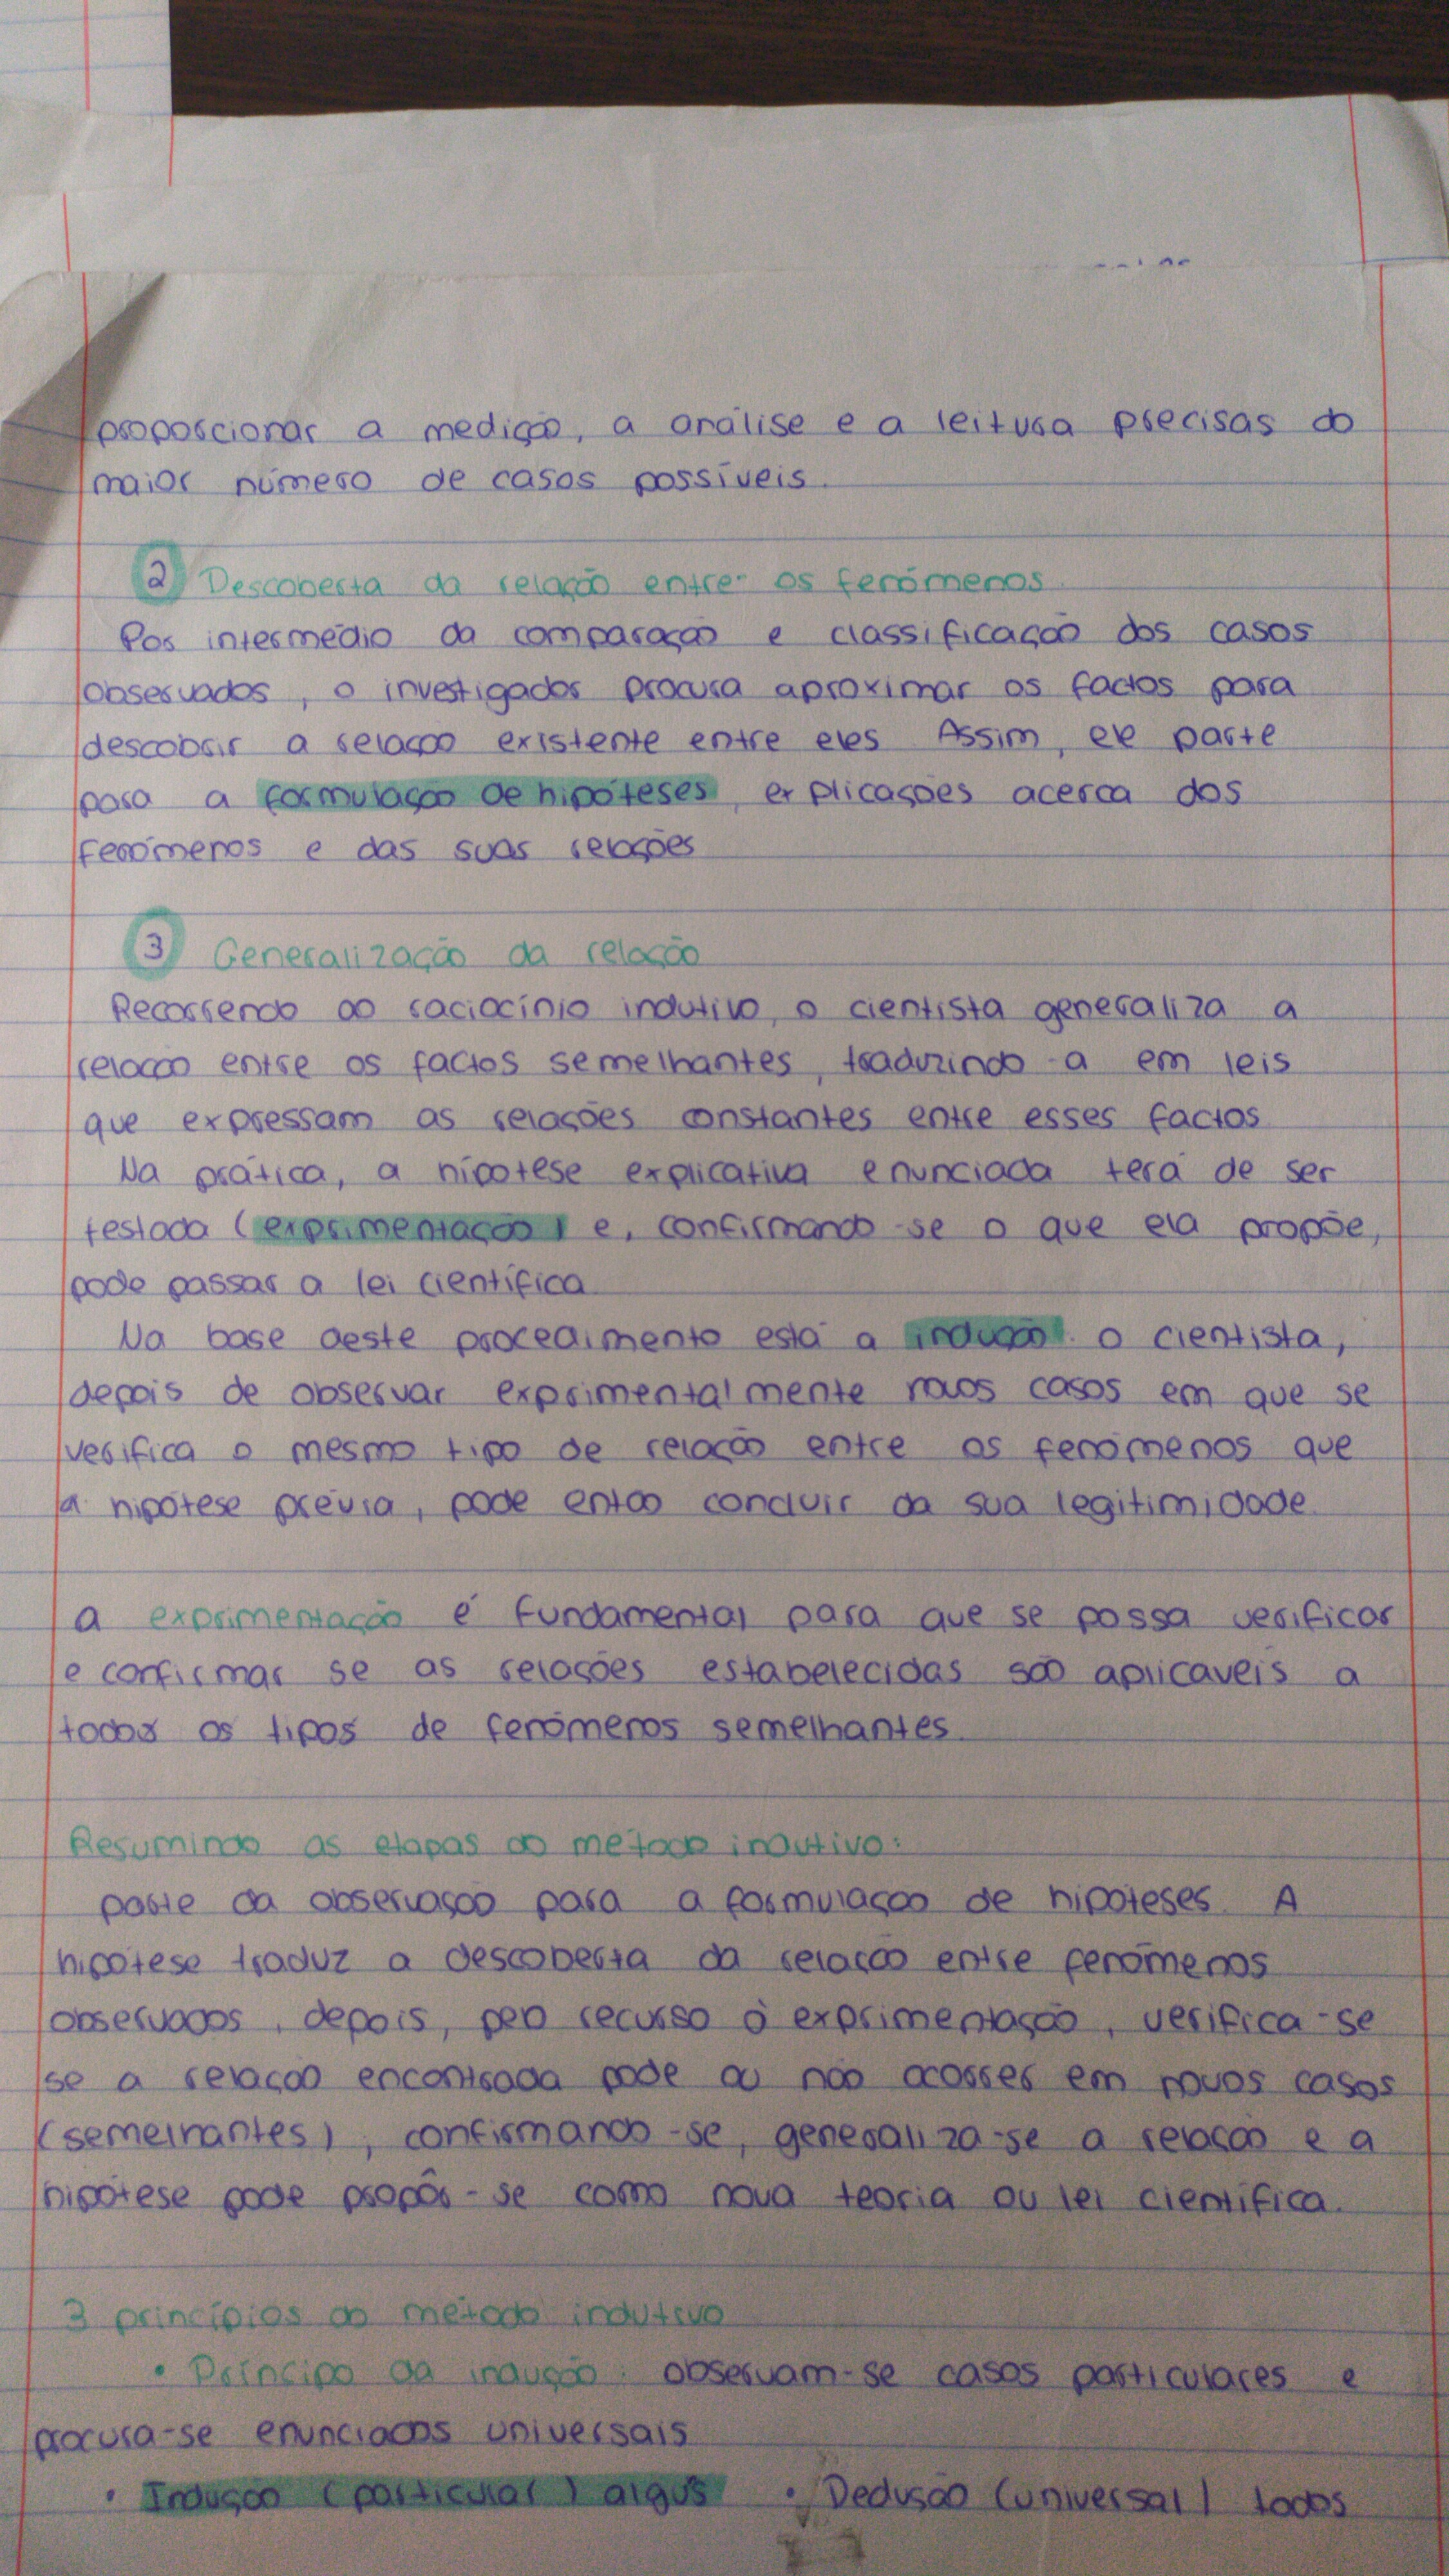 proporcionar a medição, a análise e a leitura precisas do
maior número de casos possíveis.
2 Descoberta da relação entre os fenómenos
Por intermédio da comparação e classificação dos casos
observados, o investigador procura aproximar os factos para
descobrir a relação existente entre eles Assim, ele parte
para a formulação de hipóteses, explicações acerca dos
fenómenos e das suas relações
3 Generalização da relação
Recorrendo ao raciocínio indutivo, o cientista generaliza a
relação entre os factos semelhantes, traduzindo-a em leis
que expressam as relações constantes entre esses factos
Na prática, a hipótese explicativa enunciada terá de ser
testada (exprimentação) e, confirmando-se o que ela propõe,
pode passar a lei científica
Na base deste procedimento está a indução: o cientista,
depois de observar exprimentalmente casos em que se
verifica o mesmo tipo de relação entre os fenómenos que
a hipótese previa, pode então concluir da sua legitimidade.
A exprimentação é fundamental para que se possa verificar
e confirmar se as relações estabelecidas são aplicaveis a
todos os tipos de fenómenos semelhantes.
Resumindo as etapas do metodo indutivo:
parte da observação para a formulação de hipoteses. A
hipótese traduz a descoberta da relação entre fenómenos
observados, depois, pelo recurso à exprimentação, verifica-se
se a relação encontrada pode ou não ocorrer em novos casos
(semelhantes), confirmando-se, generaliza-se a relação e a
hipótese pode propôr-se como nova teoria ou lei científica.
3 princípios do metodo indutivo
• Príncipo da indução: observam-se casos particulares e
procura-se enunciados universais
• Indução (particular) alguns • Dedução (universal) todos